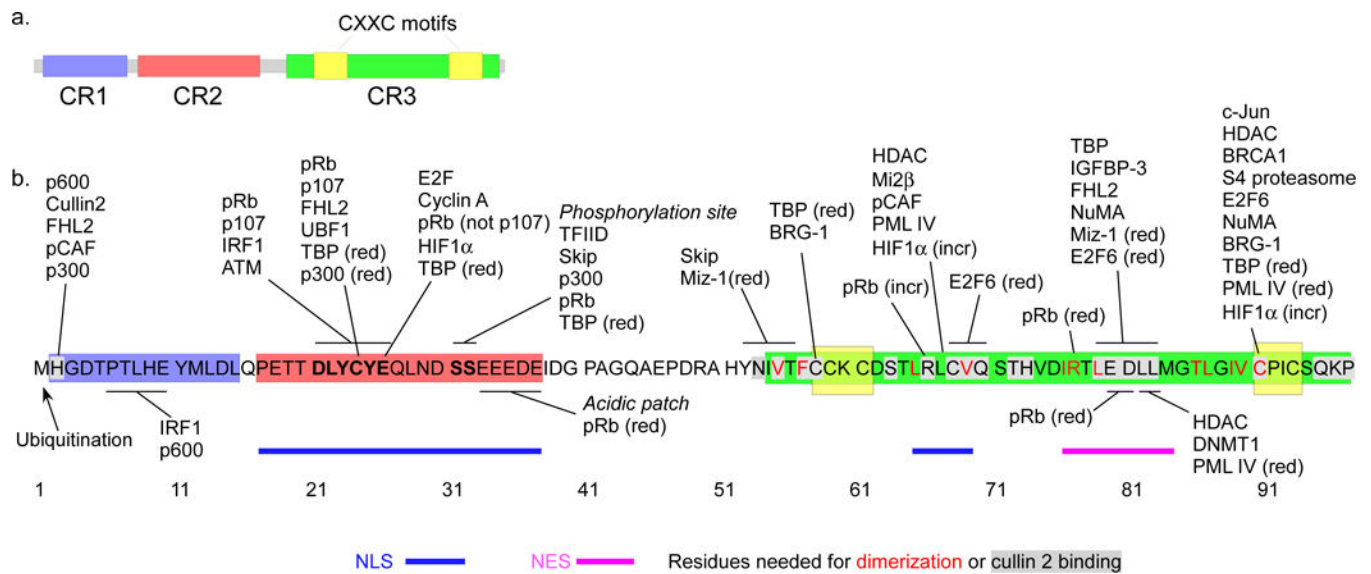 a.
CXXC motifs
CR1
CR2
CR3
b.
p600
Cullin2
FHL2
pCAF
p300
pRb
p107
IRF1
ATM
pRb
p107
FHL2
UBF1
TBP (red)
p300 (red)
E2F
Cyclin A
pRb (not p107)
HIF1α
TBP (red)
Phosphorylation site
TFIID
Skip
p300
pRb
TBP (red)
Skip
Miz-1(red)
TBP (red)
BRG-1
HDAC
Mi2β
pCAF
PML IV
HIF1α (incr)
pRb (incr)
E2F6 (red)
pRb (red)
TBP
IGFBP-3
FHL2
NuMA
Miz-1 (red)
E2F6 (red)
c-Jun
HDAC
BRCA1
S4 proteasome
E2F6
NuMA
BRG-1
TBP (red)
PML IV (red)
HIF1α (incr)
MHGDTPTLHE YMLDLQPETT DLYCYEQLND SSEEEDEIDG PAGQAEPDRA HYNIVTFCCKCDSTLRLCVQ STHVDIRTLEDLLMGTLGIV CPICSQKP
Ubiquitination
IRF1
p600
Acidic patch
pRb (red)
pRb (red)
HDAC
DNMT1
PML IV (red)
1 11 21 31 41 51 61 71 81 91
NLS NES Residues needed for dimerization or cullin 2 binding